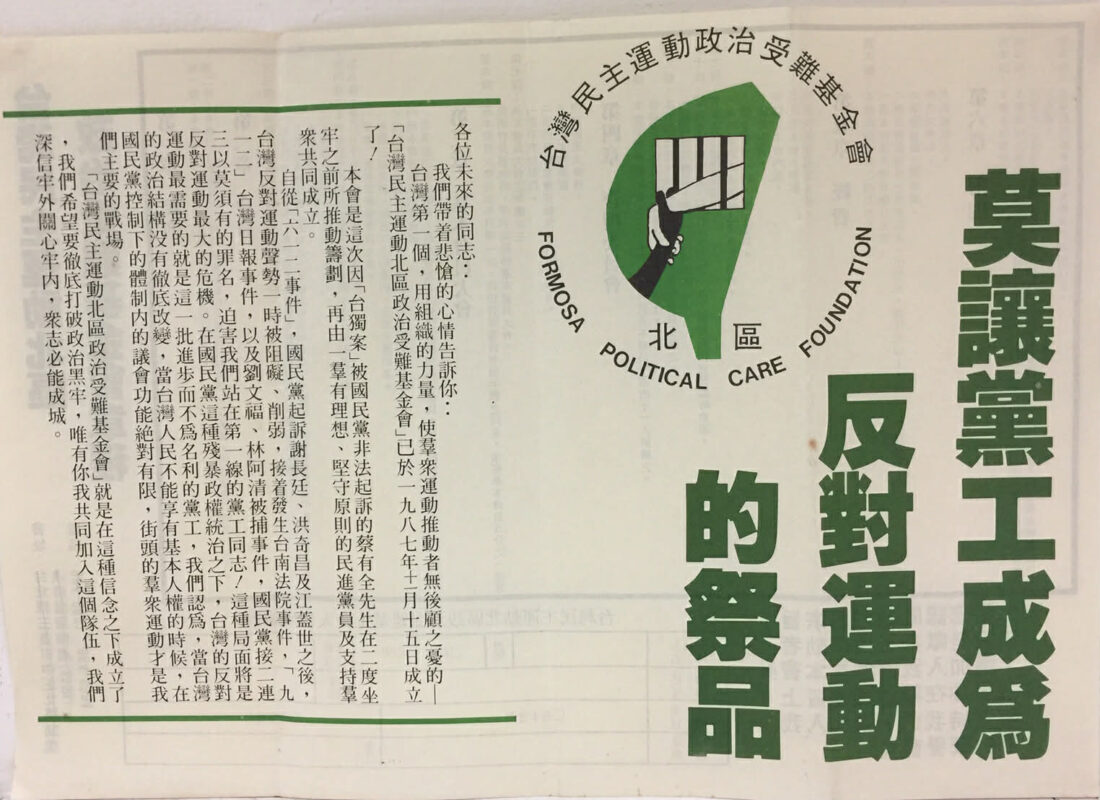 莫讓黨工成爲
反對運動
的祭品
台灣民主運動政治受難基金會
北區
FORMOSA POLITICAL CARE FOUNDATION
各位未來的同志：
我們帶着悲愴的心情告訴你：
台灣第一個，用組織的力量，使羣衆運動推動者無後顧之憂的—
「台灣民主運動北區政治受難基金會」已於一九八七年十一月十五日成立
了！
本會是這次因「台獨案」被國民黨非法起訴的蔡有全先生在二度坐
牢之前所推動籌劃，再由一羣有理想、堅守原則的民進黨員及支持羣
衆共同成立。
自從「六一二事件」，國民黨起訴謝長廷、洪奇昌及江蓋世之後，
台灣反對運動聲勢一時被阻礙、削弱，接着發生台南法院事件，「九
一二」台灣日報事件，以及劉文福、林阿清被捕事件，國民黨接二連
三以莫須有的罪名，迫害我們站在第一線的黨工同志！這種局面將是
反對運動最大的危機。在國民黨這種殘暴政權統治之下，台灣的反對
運動最需要的就是這一批進步而不爲名利的黨工，我們認爲，當台灣
的政治結構没有徹底改變，當台灣人民不能享有基本人權的時候，在
國民黨控制下的體制內的議會功能絕對有限，街頭的羣衆運動才是我
們主要的戰場。
「台灣民主運動北區政治受難基金會」就是在這種信念之下成立了
，我們希望要徹底打破政治黑牢，唯有你我共同加入這個隊伍，我們
深信牢外關心牢內，衆志必能成城。